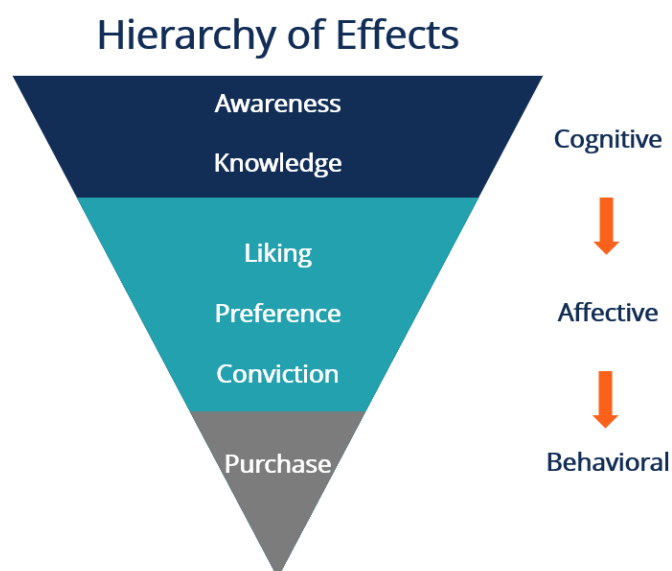 Hierarchy of Effects
Awareness
Knowledge
Cognitive
Liking
Preference
Conviction
Affective
Purchase
Behavioral